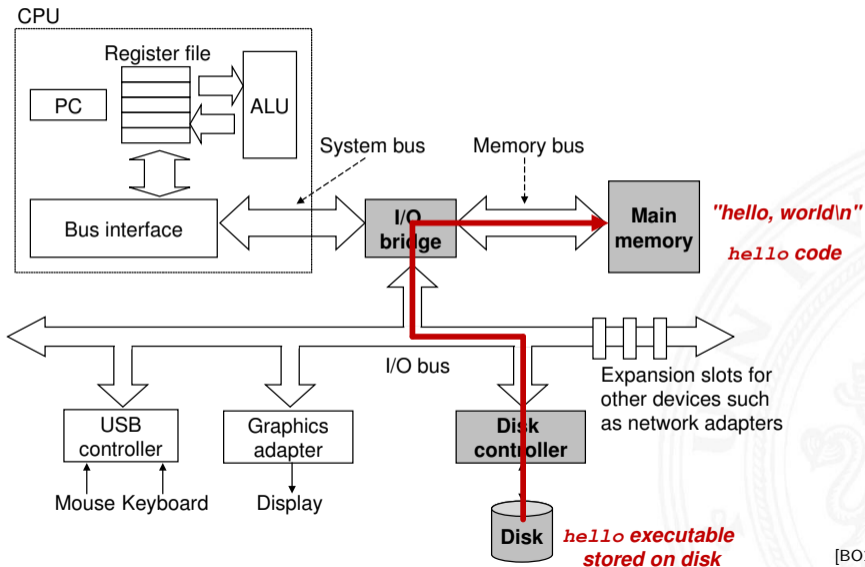 CPU
Register file
PC
ALU
System bus
Memory bus
Bus interface
I/O
bridge
Main
memory
"hello, world\n"
hello code
I/O bus
Expansion slots for
other devices such
as network adapters
USB
controller
Graphics
adapter
Disk
controller
Mouse Keyboard
Display
Disk
hello executable
stored on disk